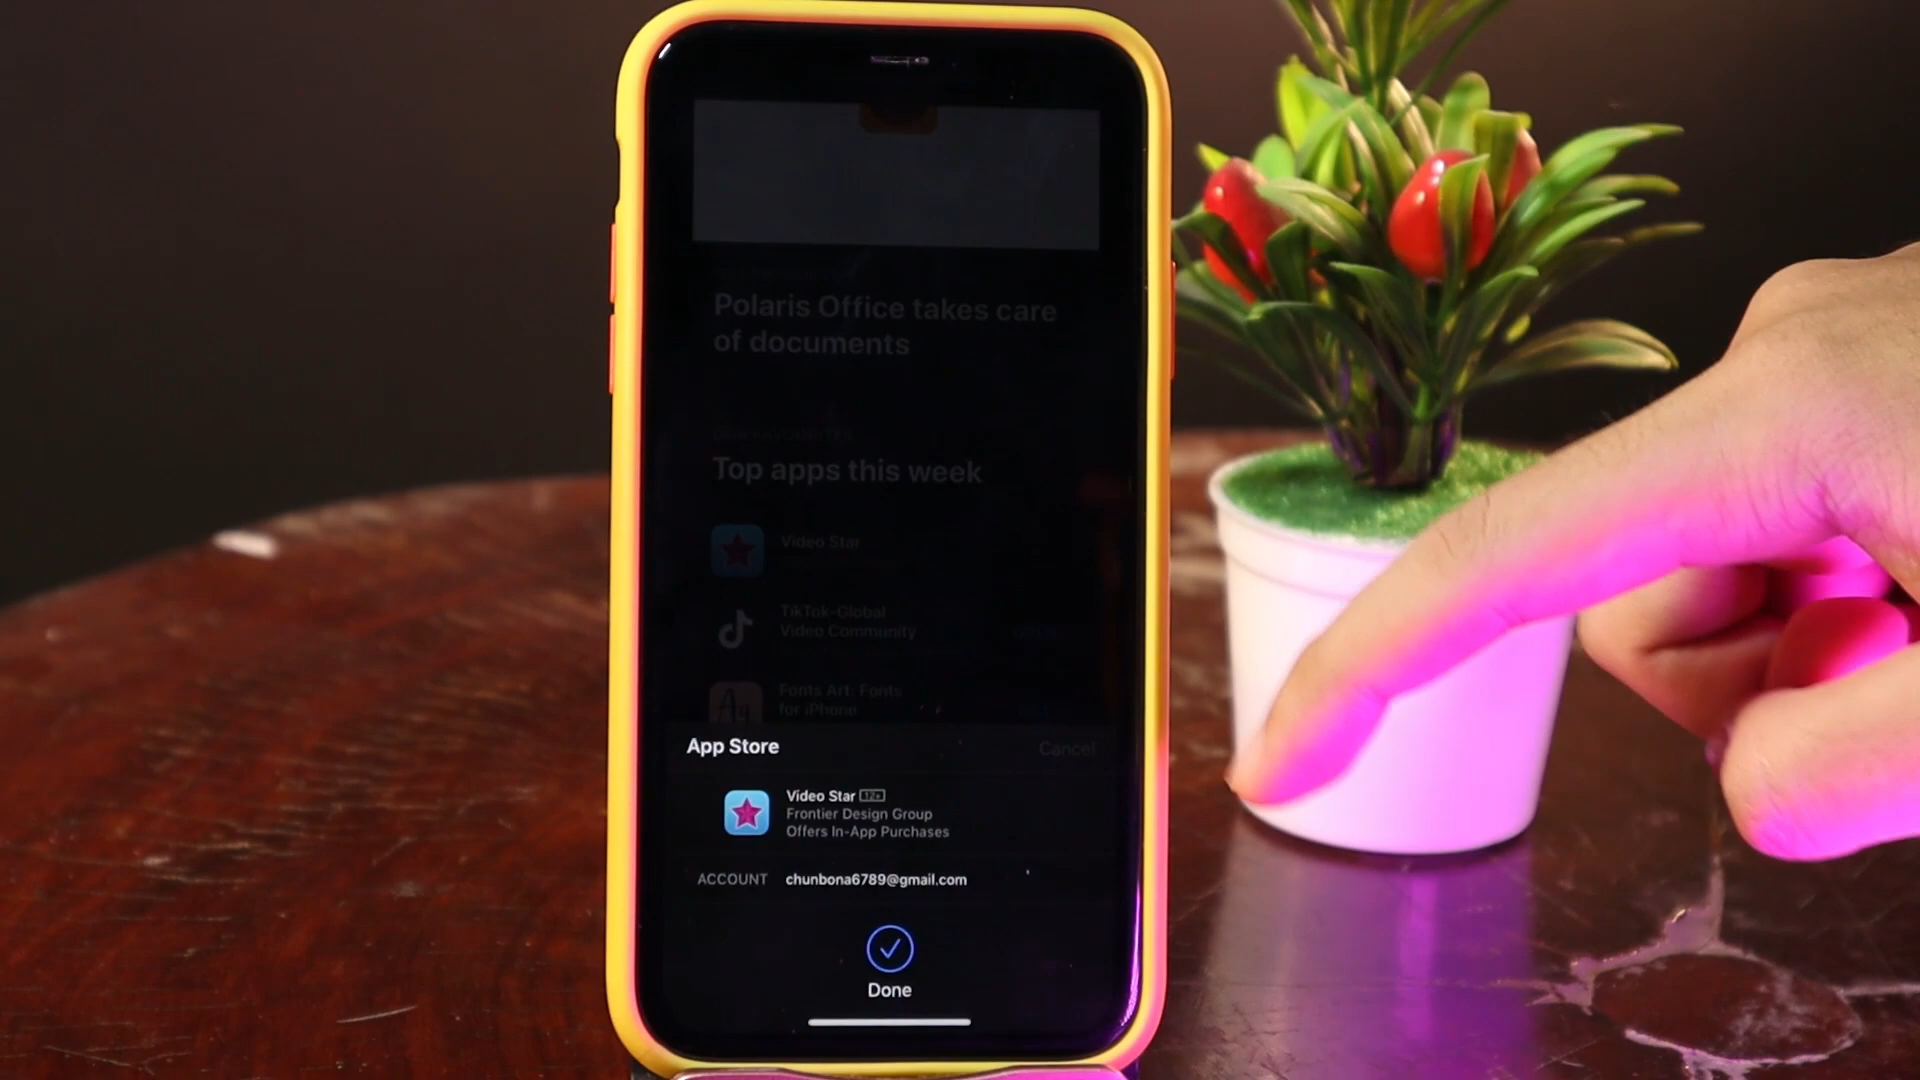 Polaris Office takes care
of documents
Top apps this week
Video Star
TikTok-Global
Video Community
Fonts Art: Fonts
for iPhone
App Store
Cancel
Video Star 12+
Frontier Design Group
Offers In-App Purchases
ACCOUNT chunbona6789@gmail.com
Done